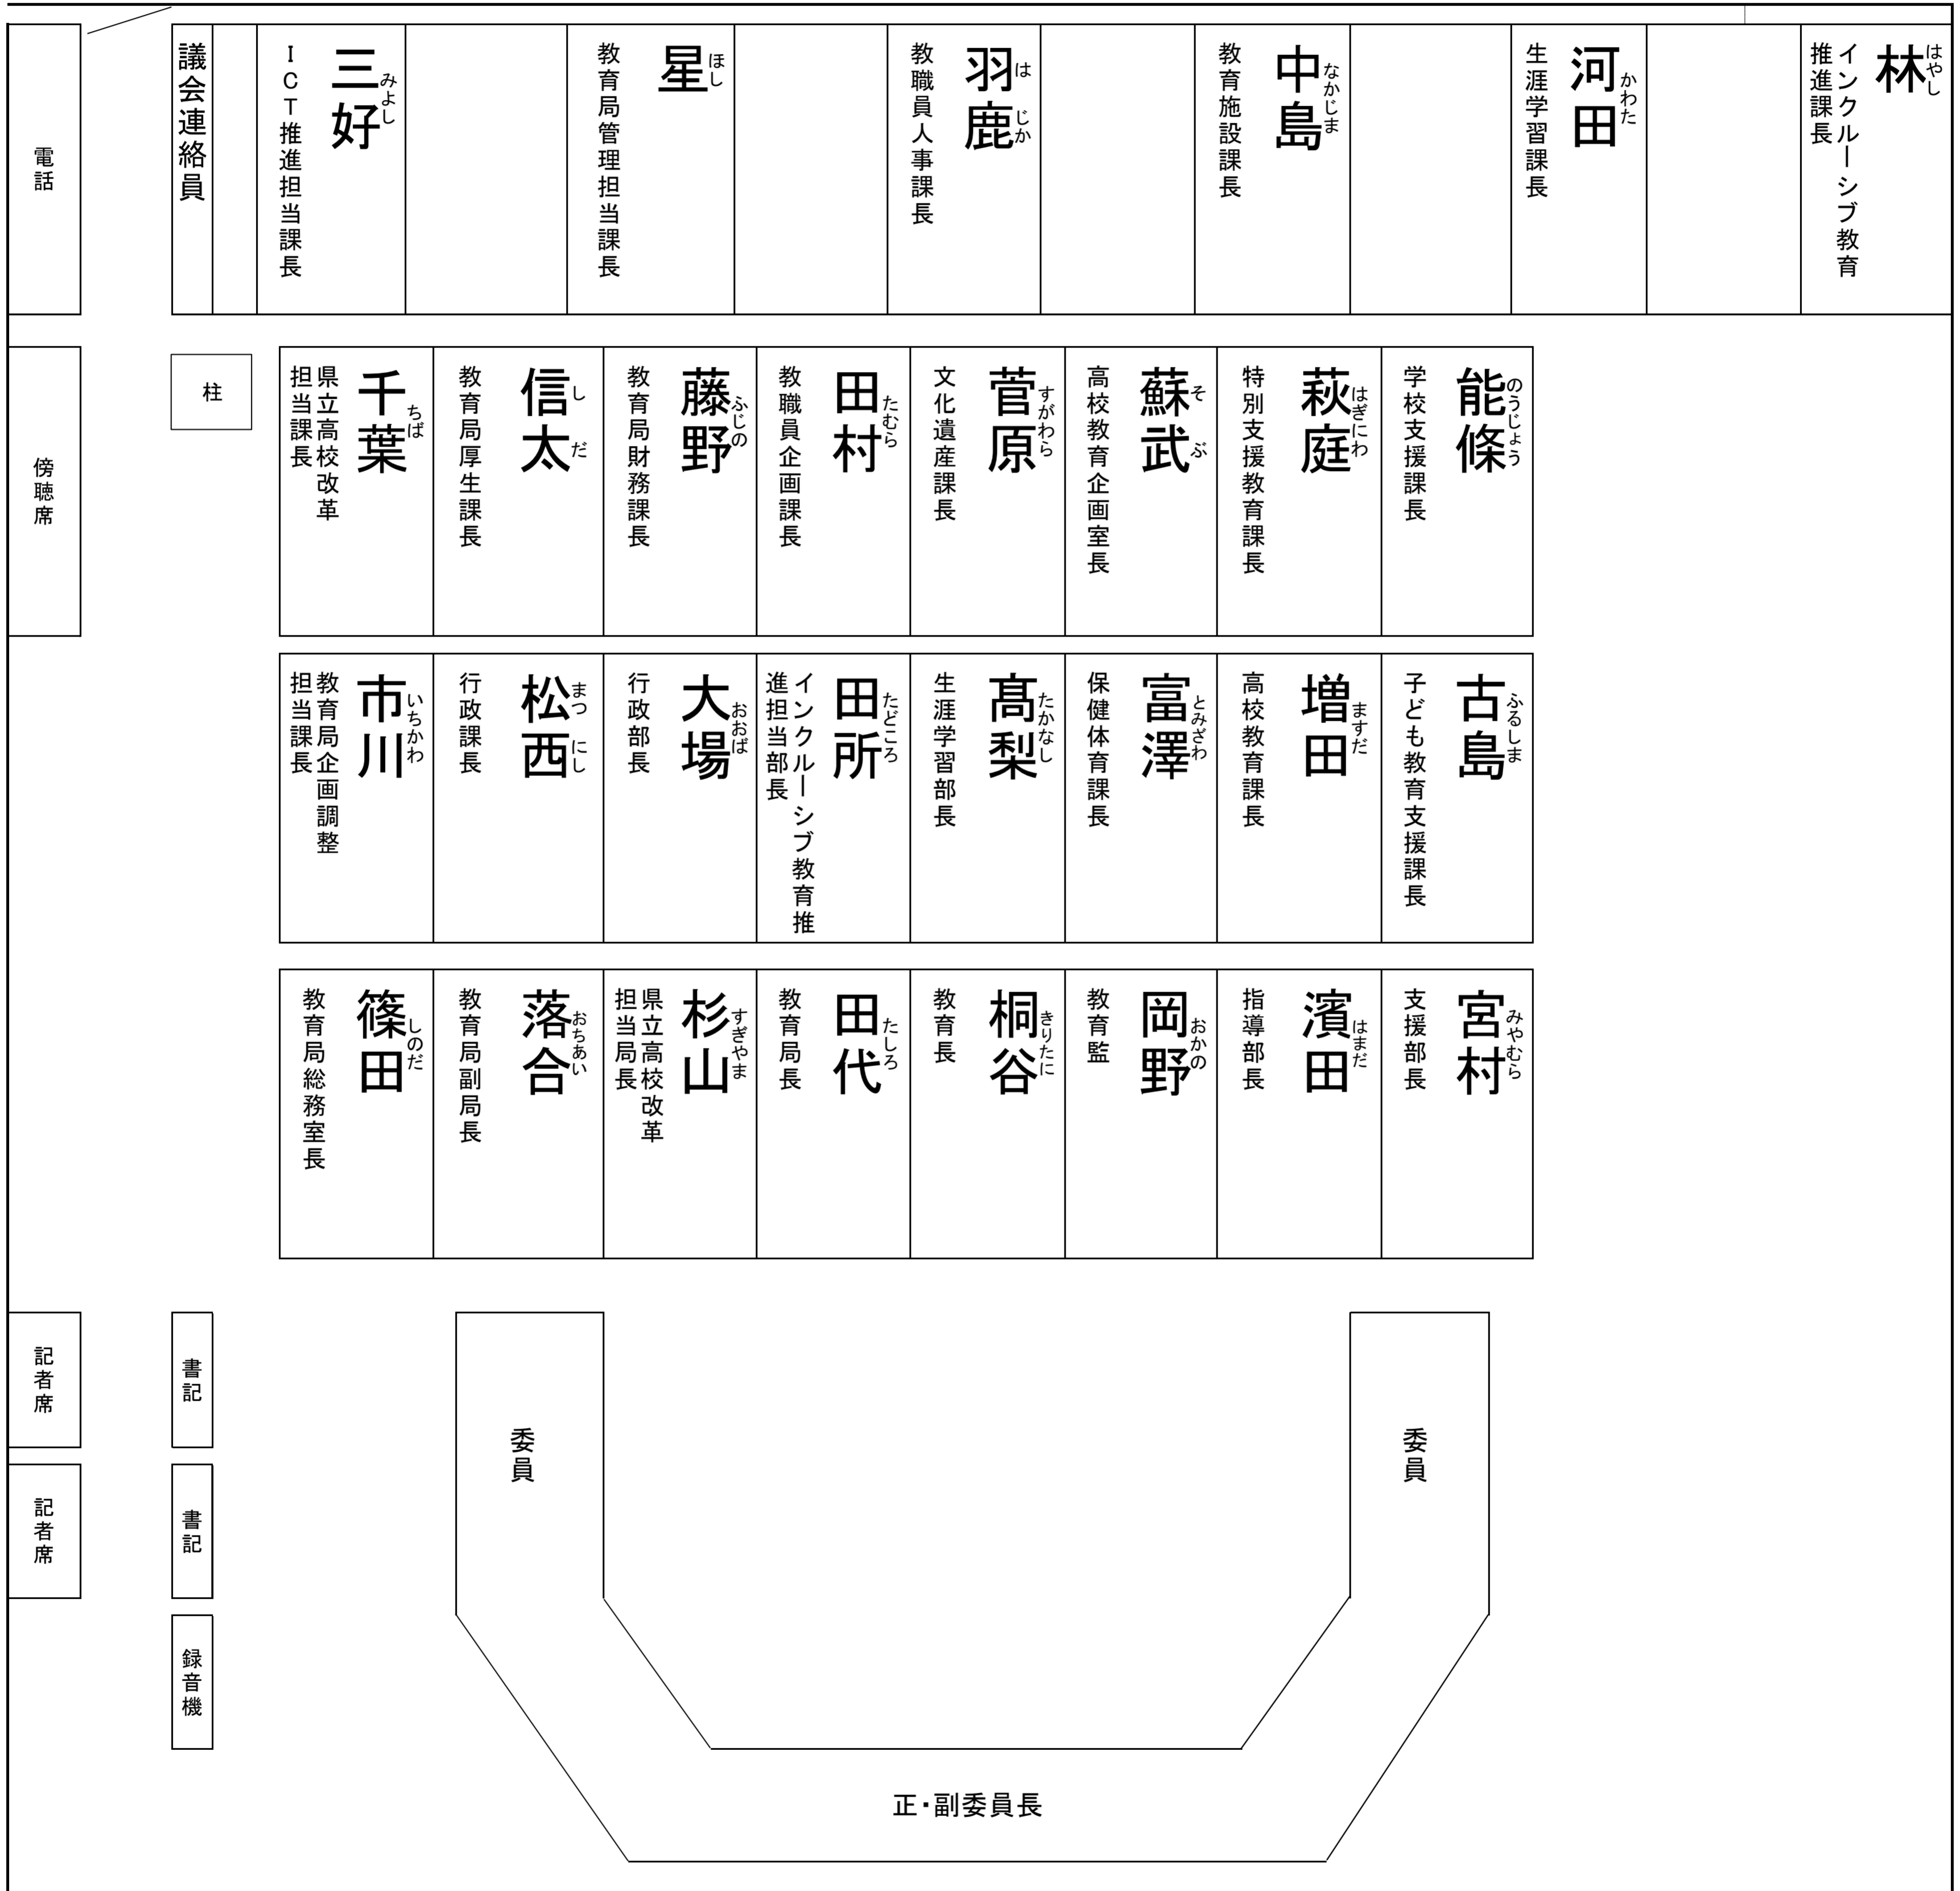 電話
議会連絡員
ICT推進担当課長
三好
みよし
教育局管理担当課長
星
ほし
教職員人事課長
羽鹿
は じか
教育施設課長
中島
なかじま
生涯学習課長
河田
かわた
インクルーシブ教育
推進課長
林
はやし
傍聴席
柱
県立高校改革
担当課長
千葉
ちば
教育局厚生課長
信太
し だ
教育局財務課長
藤野
ふじの
教職員企画課長
田村
たむら
文化遺産課長
菅原
すがわら
高校教育企画室長
蘇武
そ ぶ
特別支援教育課長
萩庭
はぎにわ
学校支援課長
能條
のうじょう
教育局企画調整
担当課長
市川
いちかわ
行政課長
松西
まつ にし
行政部長
大場
おおば
インクルーシブ教育推
進担当部長
田所
たどころ
生涯学習部長
髙梨
たかなし
保健体育課長
富澤
とみざわ
高校教育課長
増田
ますだ
子ども教育支援課長
古島
ふるしま
教育局総務室長
篠田
しのだ
教育局副局長
落合
おちあい
県立高校改革
担当局長
杉山
すぎやま
教育局長
田代
たしろ
教育長
桐谷
きりたに
教育監
岡野
おかの
指導部長
濱田
はまだ
支援部長
宮村
みやむら
記者席
書記
委員
委員
記者席
書記
録音機
正・副委員長